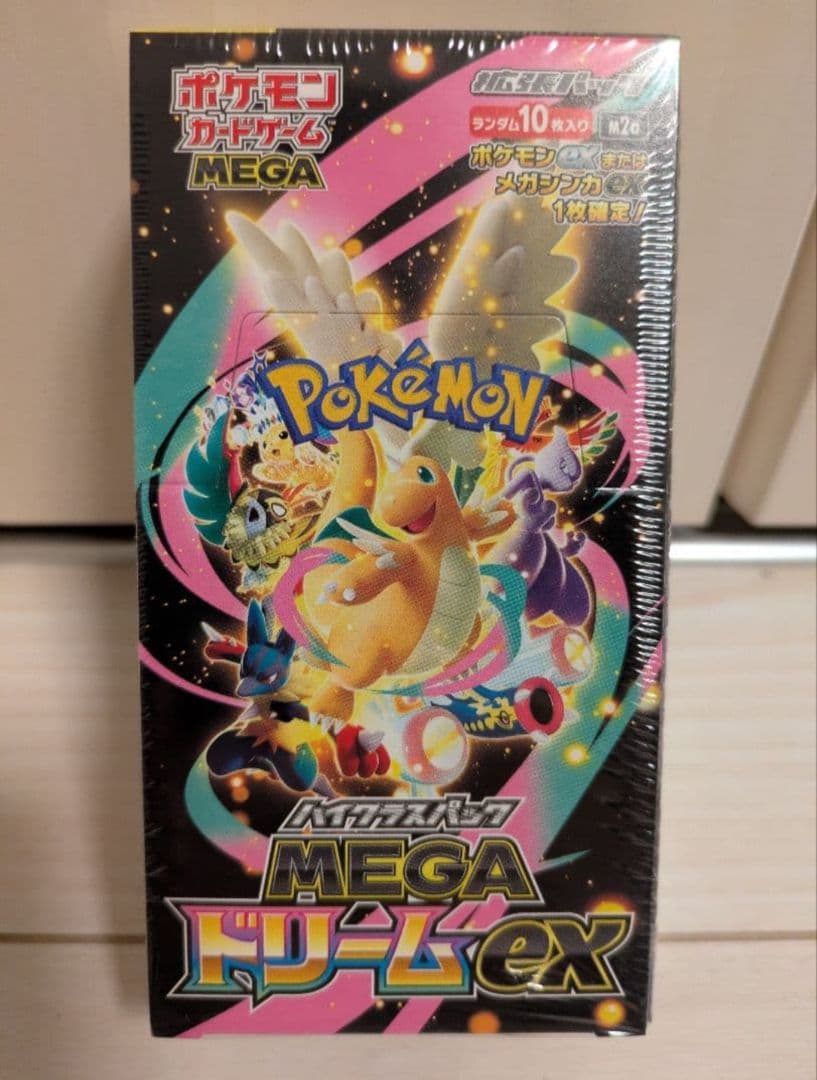 ポケモン
カードゲーム
MEGA
拡張パック
ランダム10枚入り M2a
ポケモンexまたは
メガシンカex
1枚確定!
POKéMON
TM
ハイクラスパック
MEGA
ドリームex